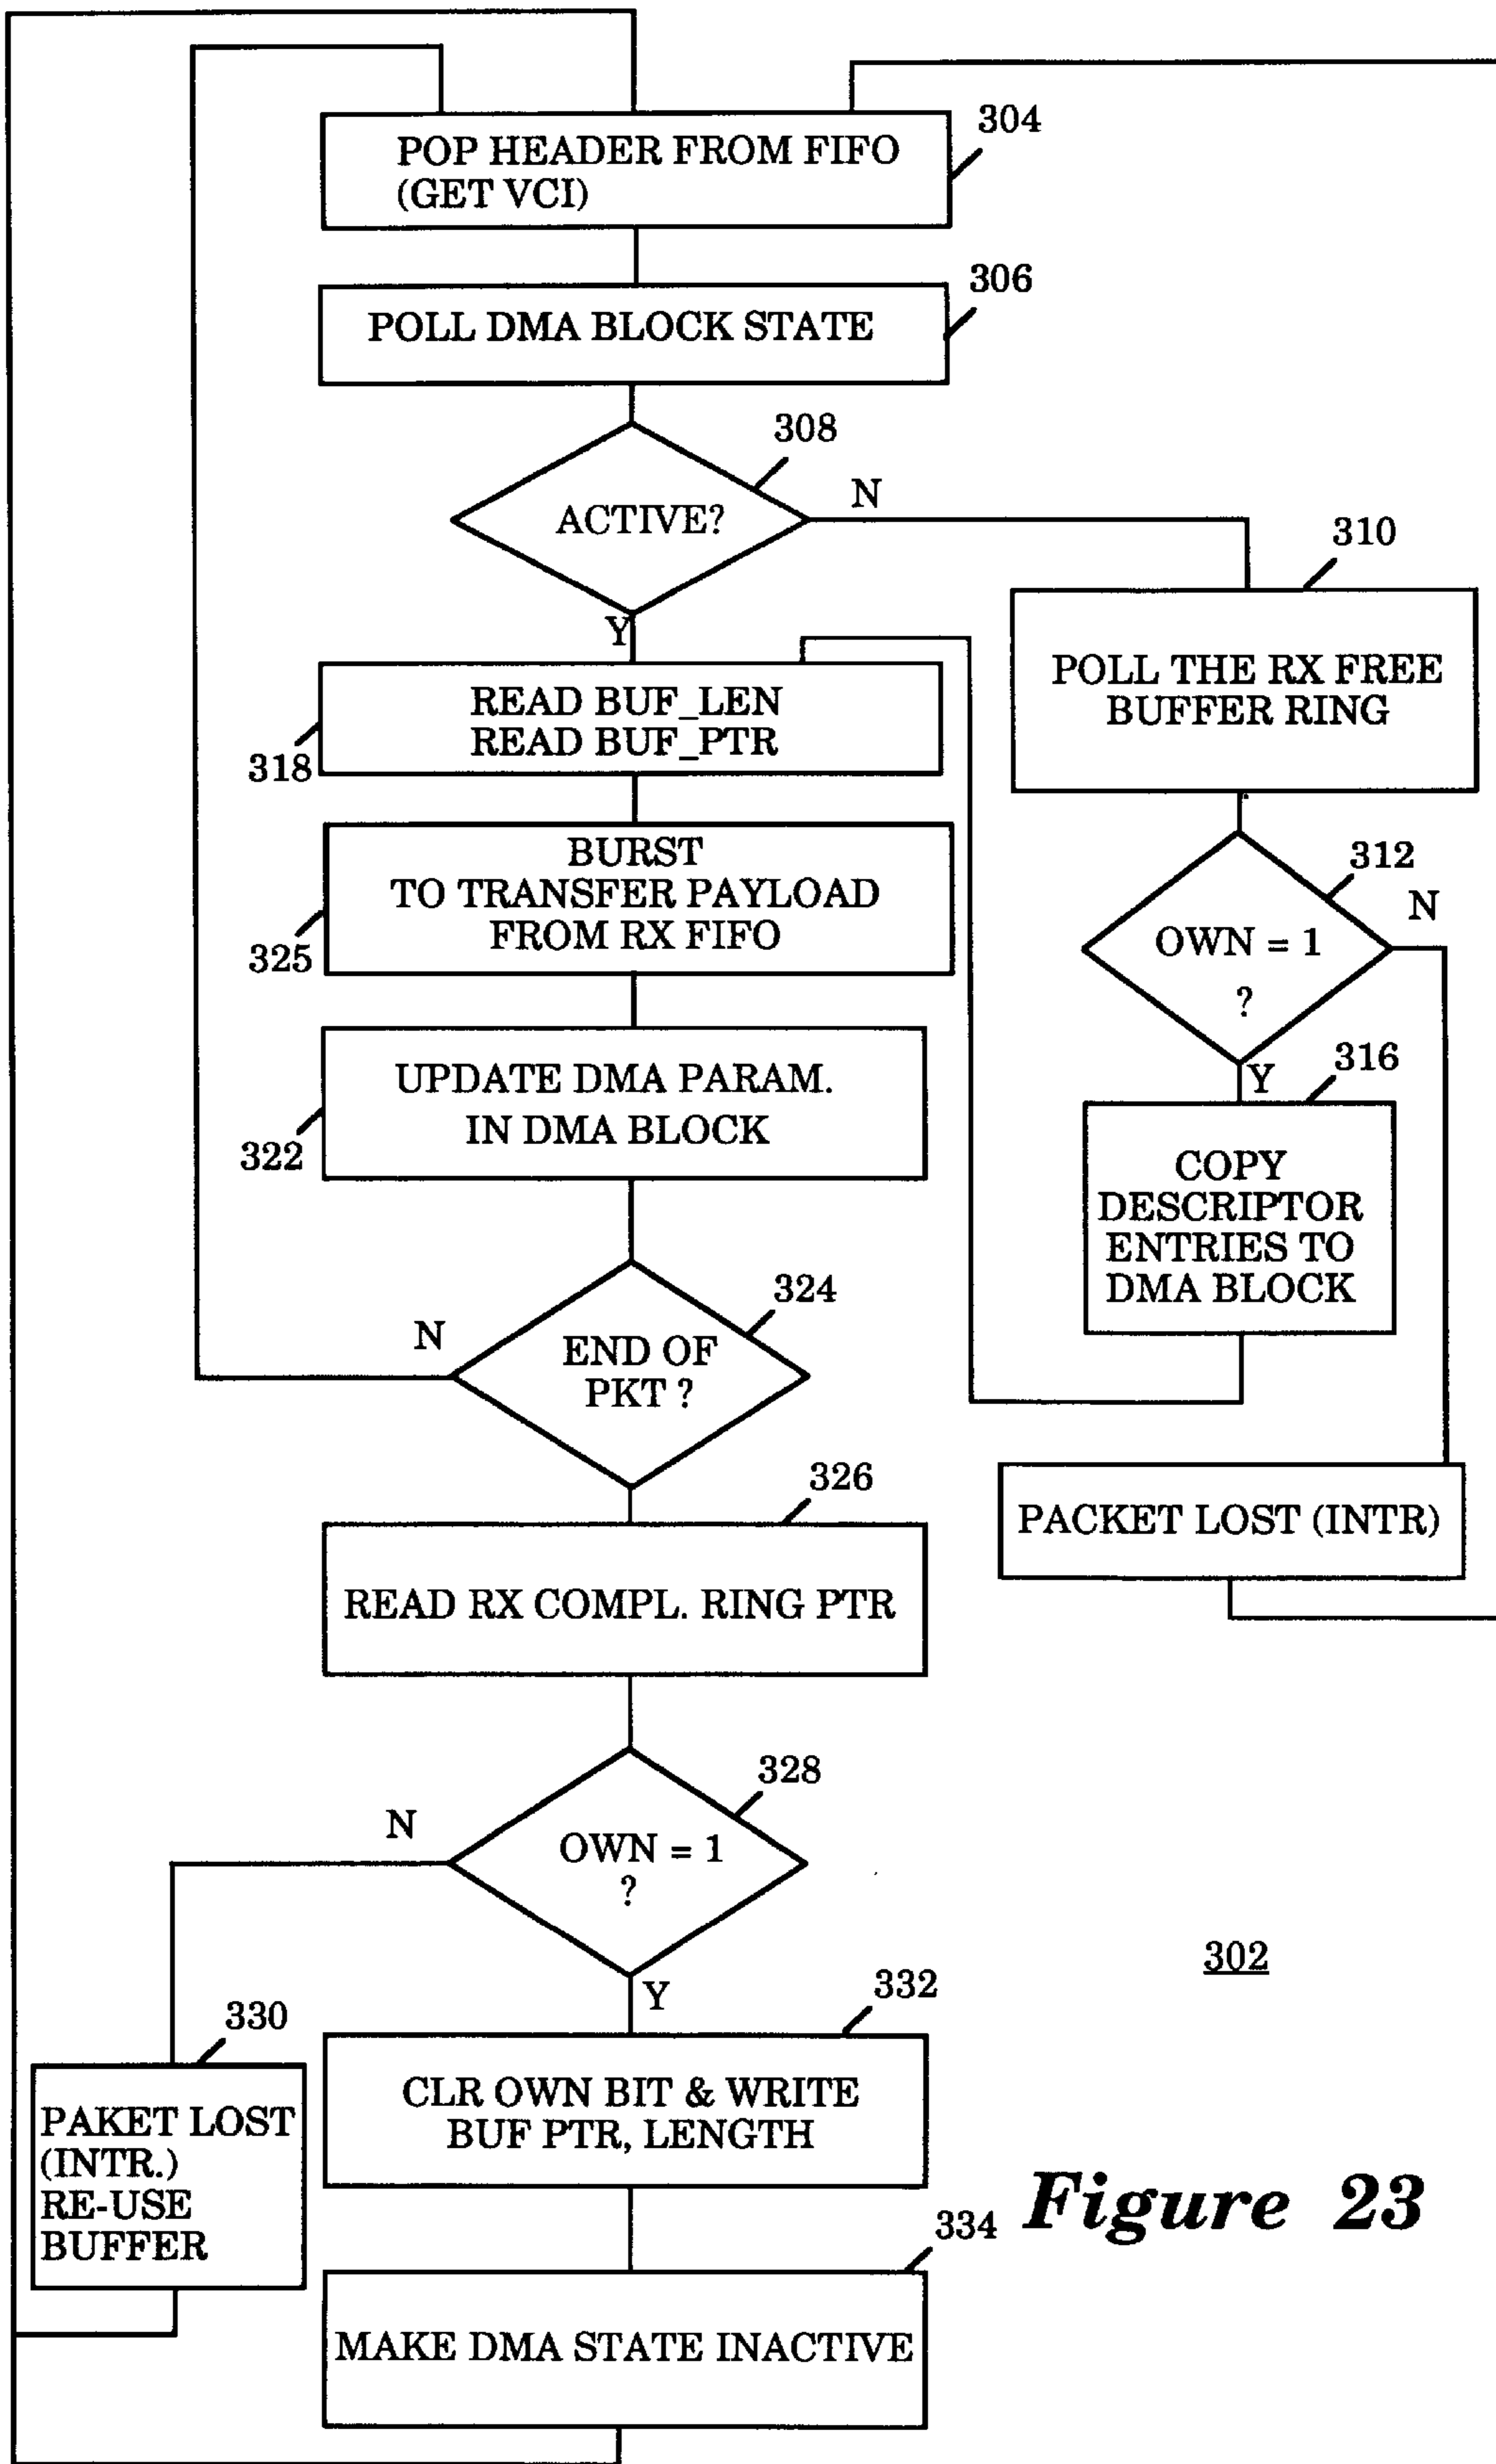 304
POP HEADER FROM FIFO
(GET VCI)
306
POLL DMA BLOCK STATE
308
ACTIVE?
N
Y
310
POLL THE RX FREE
BUFFER RING
READ BUF_LEN
READ BUF_PTR
318
312
OWN = 1
?
N
Y
BURST
TO TRANSFER PAYLOAD
FROM RX FIFO
325
316
COPY
DESCRIPTOR
ENTRIES TO
DMA BLOCK
UPDATE DMA PARAM.
IN DMA BLOCK
322
324
END OF
PKT ?
N
PACKET LOST (INTR)
326
READ RX COMPL. RING PTR
328
OWN = 1
?
N
Y
302
330
PAKET LOST
(INTR.)
RE-USE
BUFFER
332
CLR OWN BIT & WRITE
BUF PTR, LENGTH
334
MAKE DMA STATE INACTIVE
Figure 23